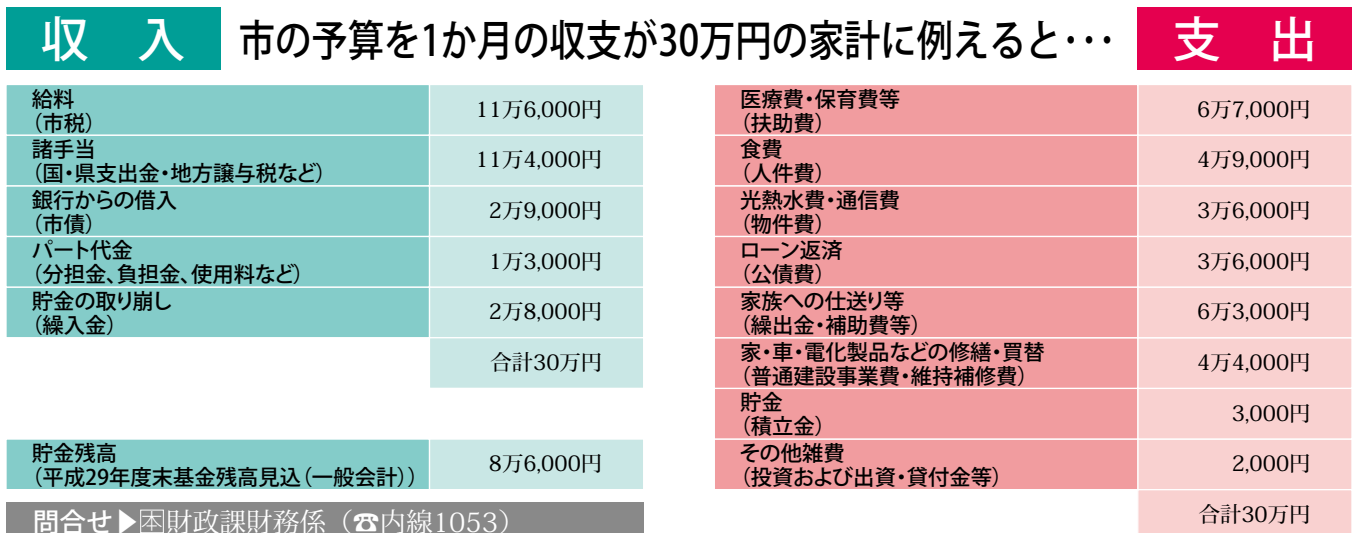 収入
市の予算を1か月の収支が30万円の家計に例えると･･･
支出
給料
（市税）
11万6,000円
諸手当
（国・県支出金・地方譲与税など）
11万4,000円
銀行からの借入
（市債）
2万9,000円
パート代金
（分担金、負担金、使用料など）
1万3,000円
貯金の取り崩し
（繰入金）
2万8,000円
合計30万円
貯金残高
（平成29年度末基金残高見込（一般会計））
8万6,000円
問合せ▶本財政課財務係（☎内線1053）
医療費・保育費等
（扶助費）
6万7,000円
食費
（人件費）
4万9,000円
光熱水費・通信費
（物件費）
3万6,000円
ローン返済
（公債費）
3万6,000円
家族への仕送り等
（繰出金・補助費等）
6万3,000円
家・車・電化製品などの修繕・買替
（普通建設事業費・維持補修費）
4万4,000円
貯金
（積立金）
3,000円
その他雑費
（投資および出資・貸付金等）
2,000円
合計30万円